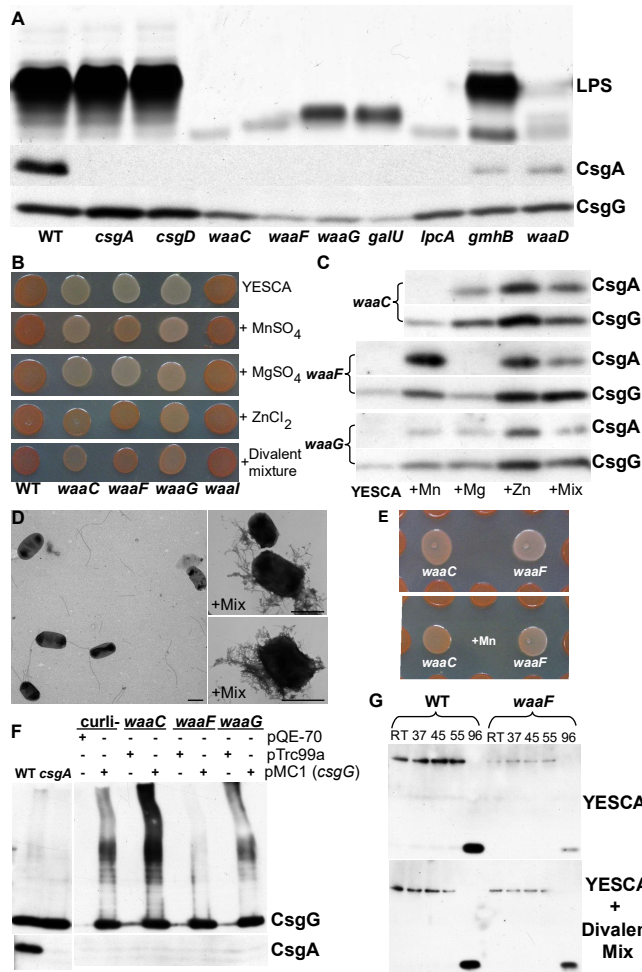 A
LPS
CsgA
CsgG
WT csgA csgD waaC waaF waaG galU lpcA gmhB waaD
B
YESCA
+ MnSO4
+ MgSO4
+ ZnCl2
+Divalent
mixture
WT waaC waaF waaG waaI
C
waaC
CsgA
CsgG
waaF
CsgA
CsgG
waaG
CsgA
CsgG
YESCA +Mn +Mg +Zn +Mix
D
+Mix
+Mix
E
waaC waaF
+Mn
waaC waaF
F
curli- waaC waaF waaG
+ - - - - - - - pQE-70
- - + - + - + - pTrc99a
WT csgA - + - + - + - + pMC1 (csgG)
CsgG
CsgA
G
WT waaF
RT 37 45 55 96 RT 37 45 55 96
YESCA
YESCA
+
Divalen
Mix